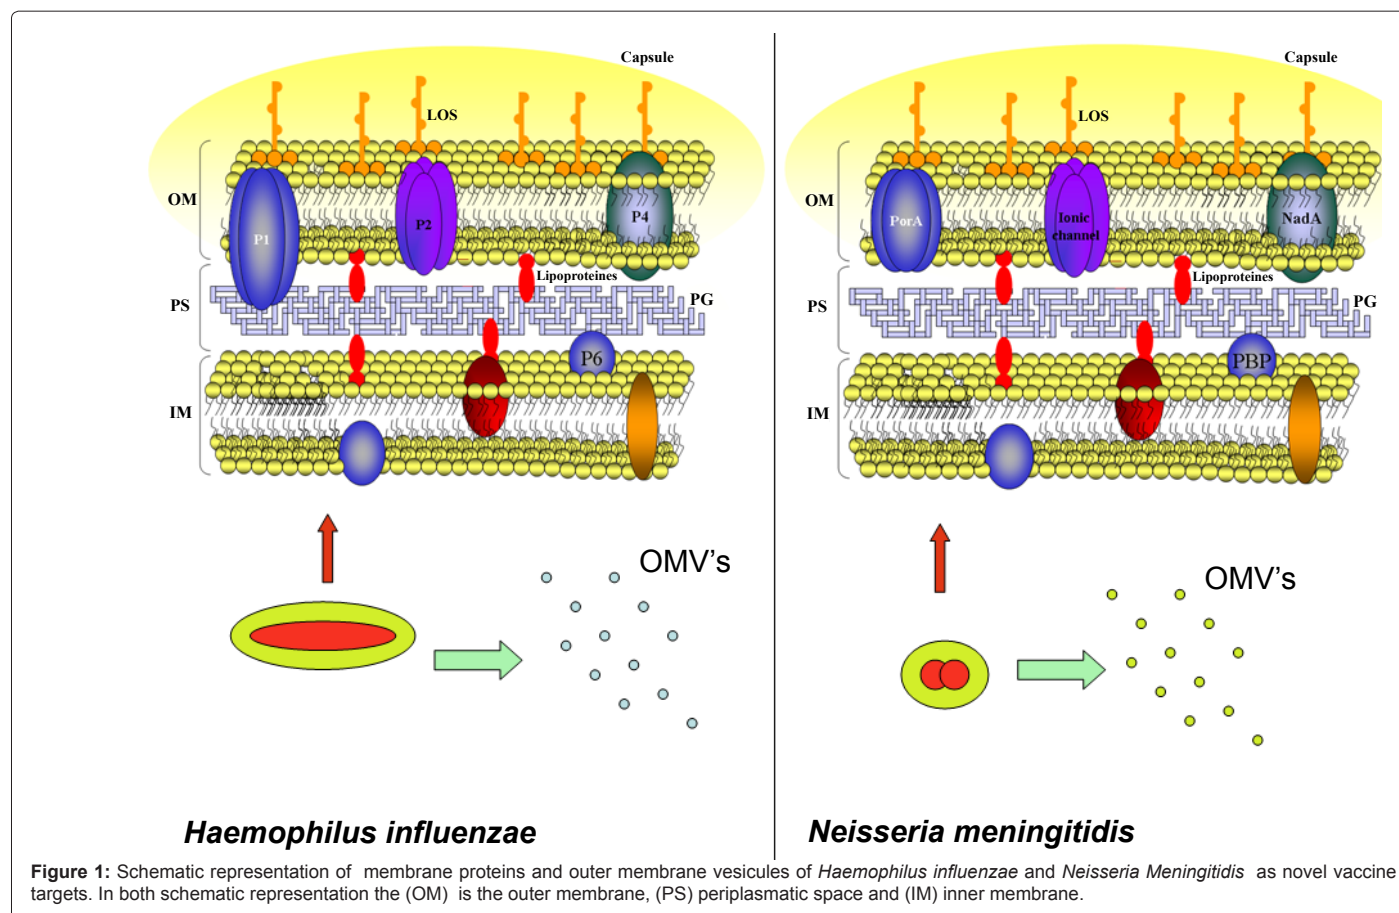 Capsule
LOS
OM
P1
P2
P4
Lipoproteines
PS
PG
P6
IM
OMV's
Haemophilus influenzae
Capsule
LOS
OM
PorA
Ionic
channel
NadA
Lipoproteines
PS
PG
PBP
IM
OMV's
Neisseria meningitidis
Figure 1: Schematic representation of membrane proteins and outer membrane vesicules of Haemophilus influenzae and Neisseria Meningitidis as novel vaccine
targets. In both schematic representation the (OM) is the outer membrane, (PS) periplasmatic space and (IM) inner membrane.